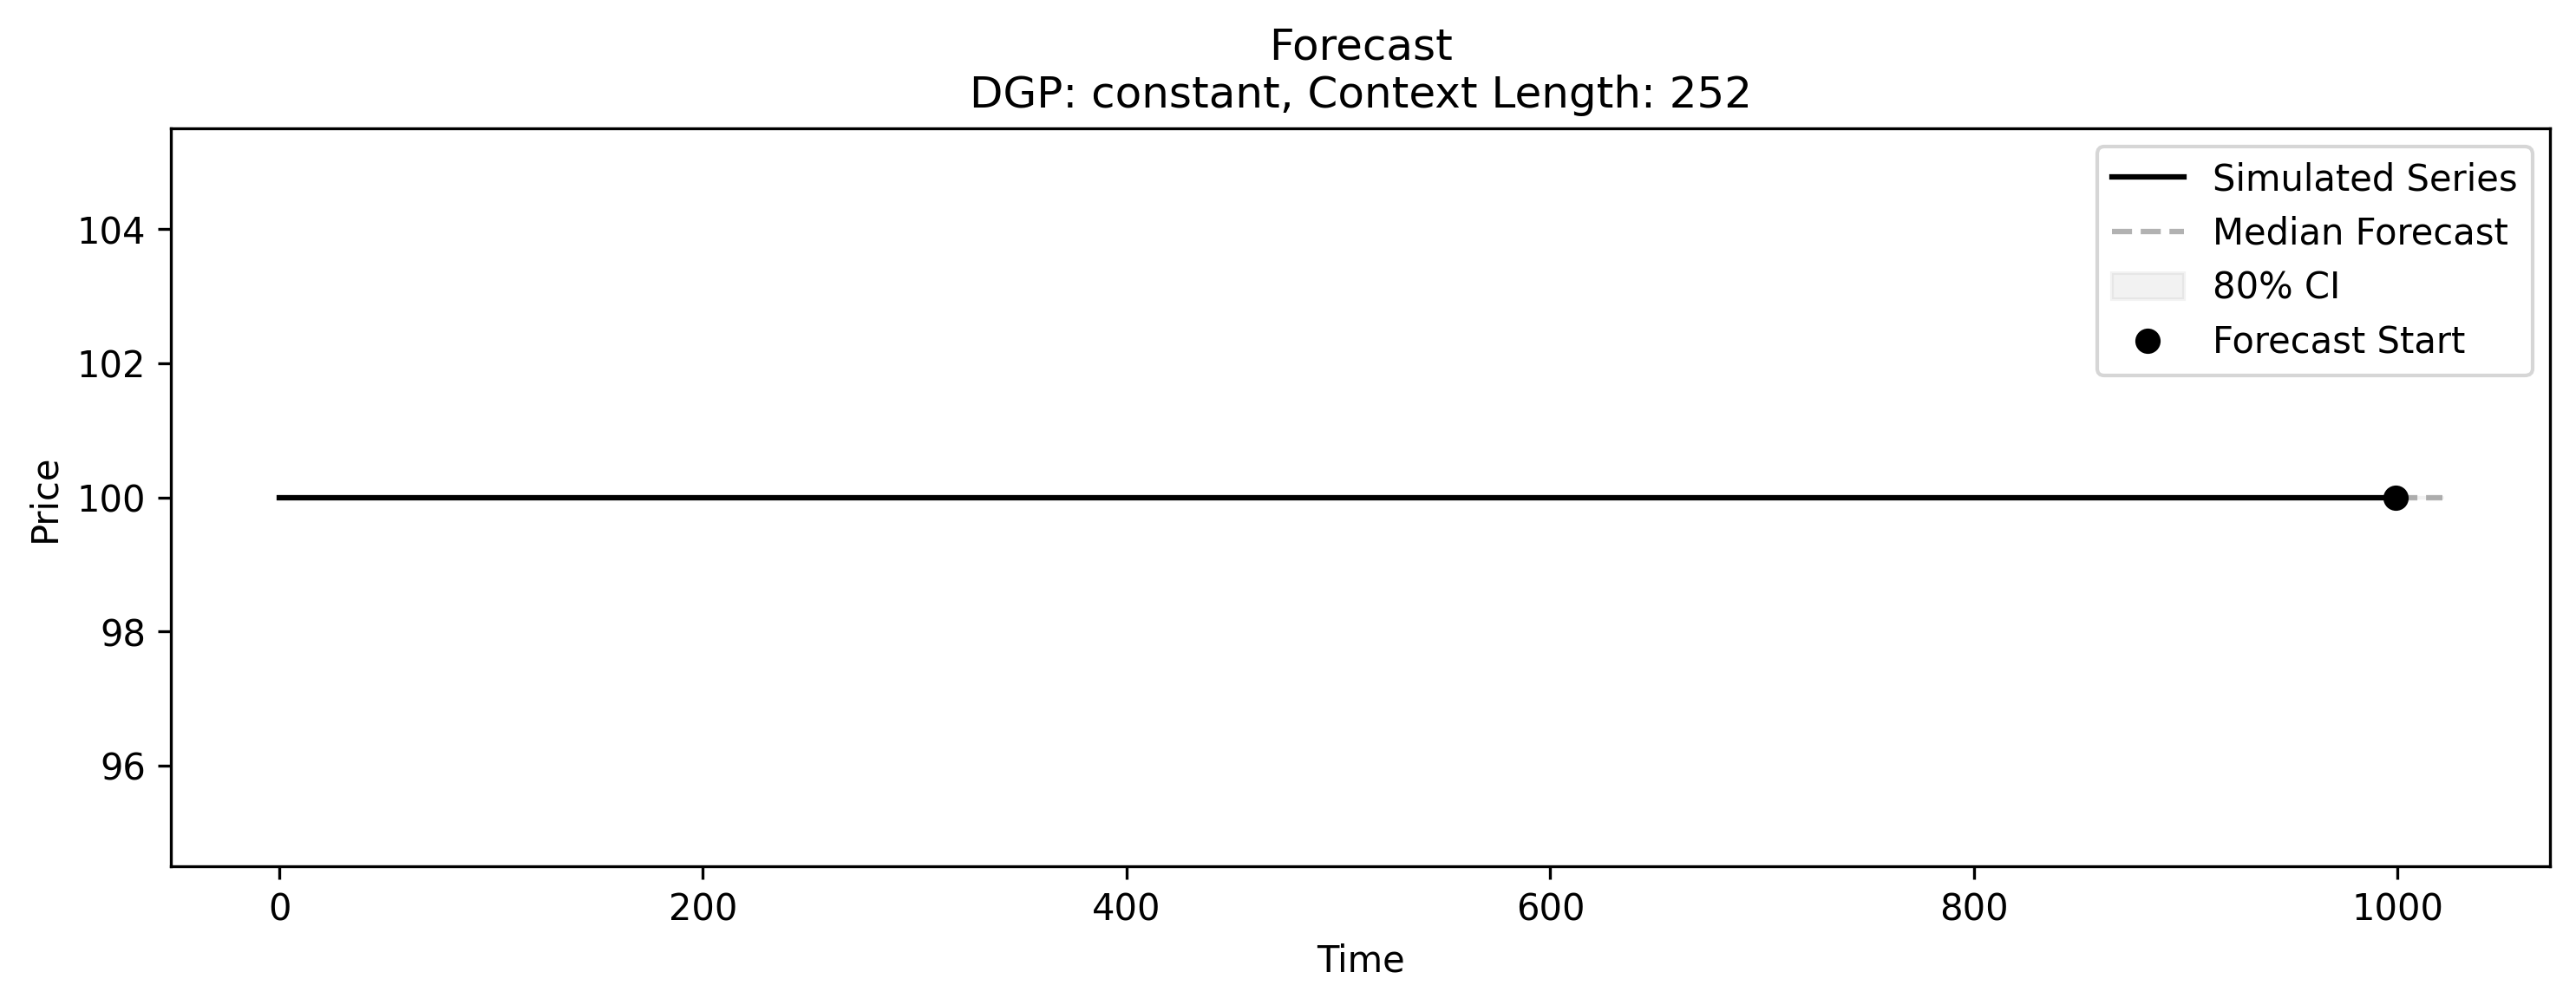 Forecast
DGP: constant, Context Length: 252
Simulated Series
Median Forecast
80% CI
Forecast Start
104
102
100
98
96
Price
0
200
400
600
800
1000
Time